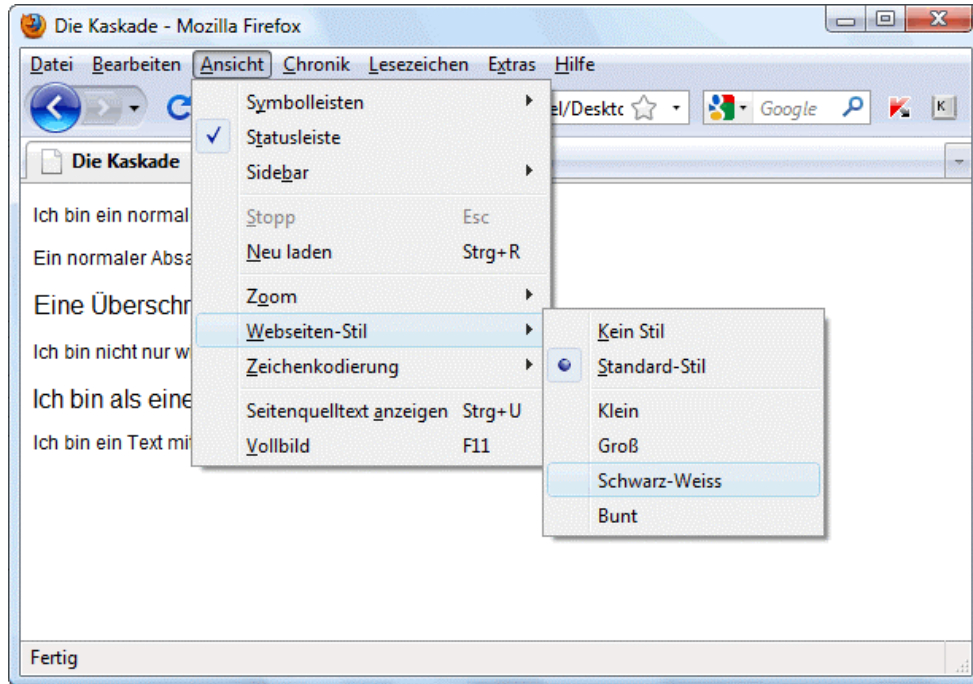 Die Kaskade - Mozilla Firefox
Datei Bearbeiten Ansicht Chronik Lesezeichen Extras Hilfe
el/Desktc Google K
Die Kaskade
Symbolleisten
Statusleiste
Sidebar
Stopp Esc
Neu laden Strg+R
Zoom
Webseiten-Stil
Zeichenkodierung
Seitenquelltext anzeigen Strg+U
Vollbild F11
Kein Stil
Standard-Stil
Klein
Groß
Schwarz-Weiss
Bunt
Ich bin ein normal
Ein normaler Absa
Eine Überschr
Ich bin nicht nur w
Ich bin als eine
Ich bin ein Text mit
Fertig